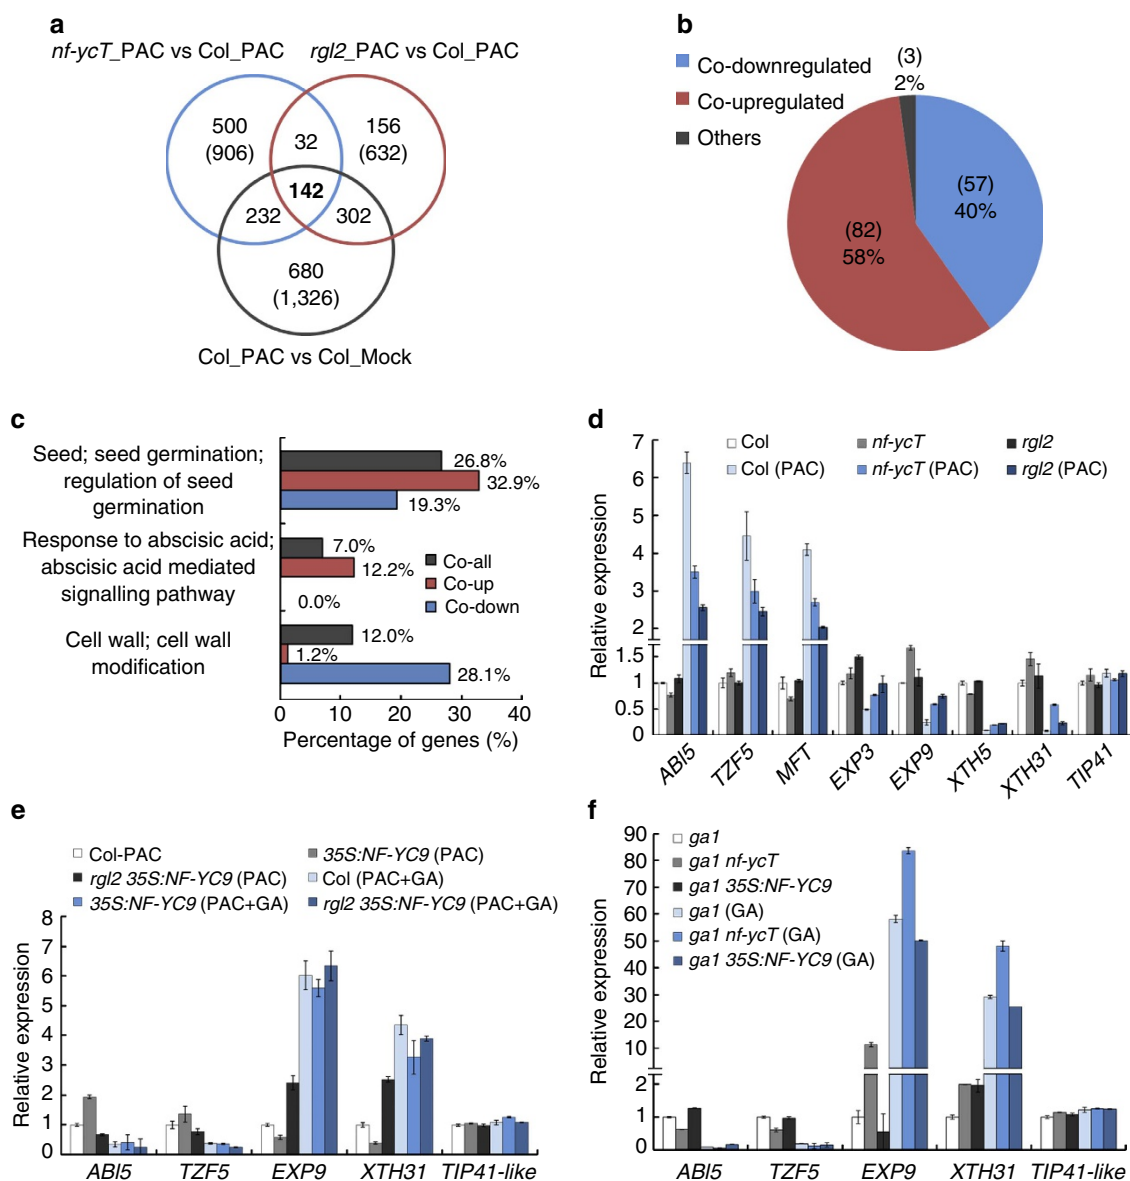 a
nf-ycT_PAC vs Col_PAC
rgl2_PAC vs Col_PAC
500
(906)
32
156
(632)
142
232
302
680
(1,326)
Col_PAC vs Col_Mock
b
Co-downregulated
Co-upregulated
Others
(3)
2%
(57)
40%
(82)
58%
c
Seed; seed germination;
regulation of seed
germination
26.8%
32.9%
19.3%
Response to abscisic acid;
abscisic acid mediated
signalling pathway
7.0%
12.2%
0.0%
Cell wall; cell wall
modification
12.0%
1.2%
28.1%
Co-all
Co-up
Co-down
0 10 20 30 40
Percentage of genes (%)
d
Col
nf-ycT
rgl2
Col (PAC)
nf-ycT (PAC)
rgl2 (PAC)
Relative expression
7
6
5
4
3
2
1.5
1
0.5
0
ABI5 TZF5 MFT EXP3 EXP9 XTH5 XTH31 TIP41
e
Col-PAC
35S:NF-YC9 (PAC)
rgl2 35S:NF-YC9 (PAC)
Col (PAC+GA)
35S:NF-YC9 (PAC+GA)
rgl2 35S:NF-YC9 (PAC+GA)
Relative expression
8
7
6
5
4
3
2
1
0
ABI5 TZF5 EXP9 XTH31 TIP41-like
f
ga1
ga1 nf-ycT
ga1 35S:NF-YC9
ga1 (GA)
ga1 nf-ycT (GA)
ga1 35S:NF-YC9 (GA)
Relative expression
90
80
70
60
50
40
30
20
10
2
1
0
ABI5 TZF5 EXP9 XTH31 TIP41-like